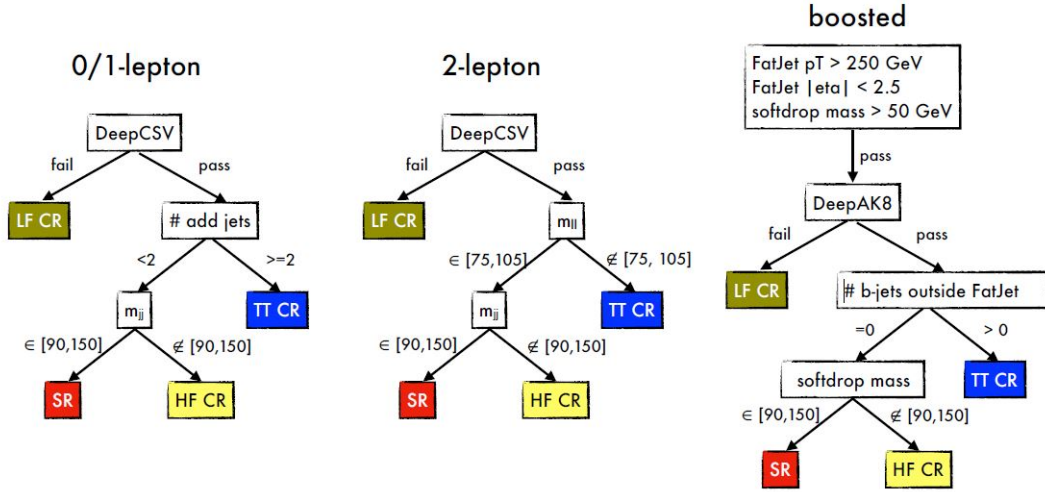 0/1-lepton
DeepCSV
fail
pass
LF CR
# add jets
<2
>=2
mjj
TT CR
∈ [90,150]
∉ [90,150]
SR
HF CR
2-lepton
DeepCSV
fail
pass
LF CR
mll
∈ [75,105]
∉ [75, 105]
mjj
TT CR
∈ [90,150]
∉ [90,150]
SR
HF CR
boosted
FatJet pT > 250 GeV
FatJet |eta| < 2.5
softdrop mass > 50 GeV
pass
DeepAK8
fail
pass
LF CR
# b-jets outside FatJet
=0
> 0
softdrop mass
TT CR
∈ [90,150]
∉ [90,150]
SR
HF CR